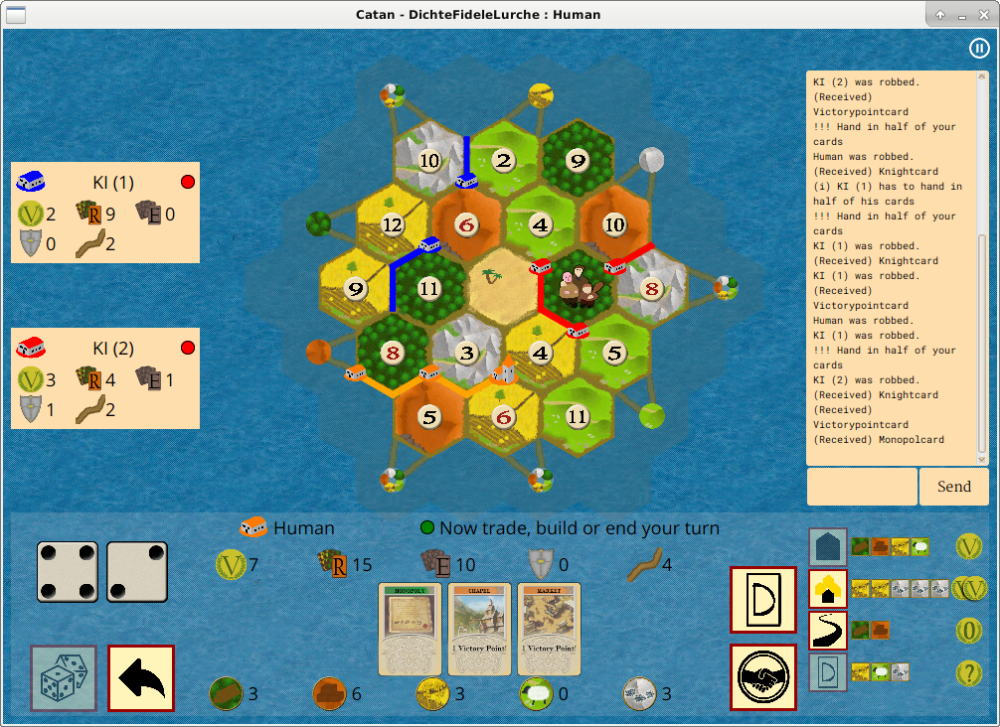 Catan - DichteFideleLurche : Human
KI (2) was robbed.
(Received)
Victorypointcard
!!! Hand in half of your
cards
Human was robbed.
(Received) Knightcard
(i) KI (1) has to hand in
half of his cards
!!! Hand in half of your
cards
KI (1) was robbed.
(Received) Knightcard
KI (1) was robbed.
(Received)
Victorypointcard
Human was robbed.
KI (1) was robbed.
!!! Hand in half of your
cards
KI (2) was robbed.
(Received) Knightcard
(Received)
Victorypointcard
(Received) Monopolcard
Send
KI (1)
V 2 R 9 E 0
0 2
KI (2)
V 3 R 4 E 1
1 2
10 2 9
12 6 4 10
9 11 8
8 3 4 5
5 6 11
Human
Now trade, build or end your turn
V 7 R 15 E 10 0 4
MONOPOLY CHAPEL MARKET
1 Victory Point! 1 Victory Point!
3 6 3 0 3
D
V
V
0
D ?